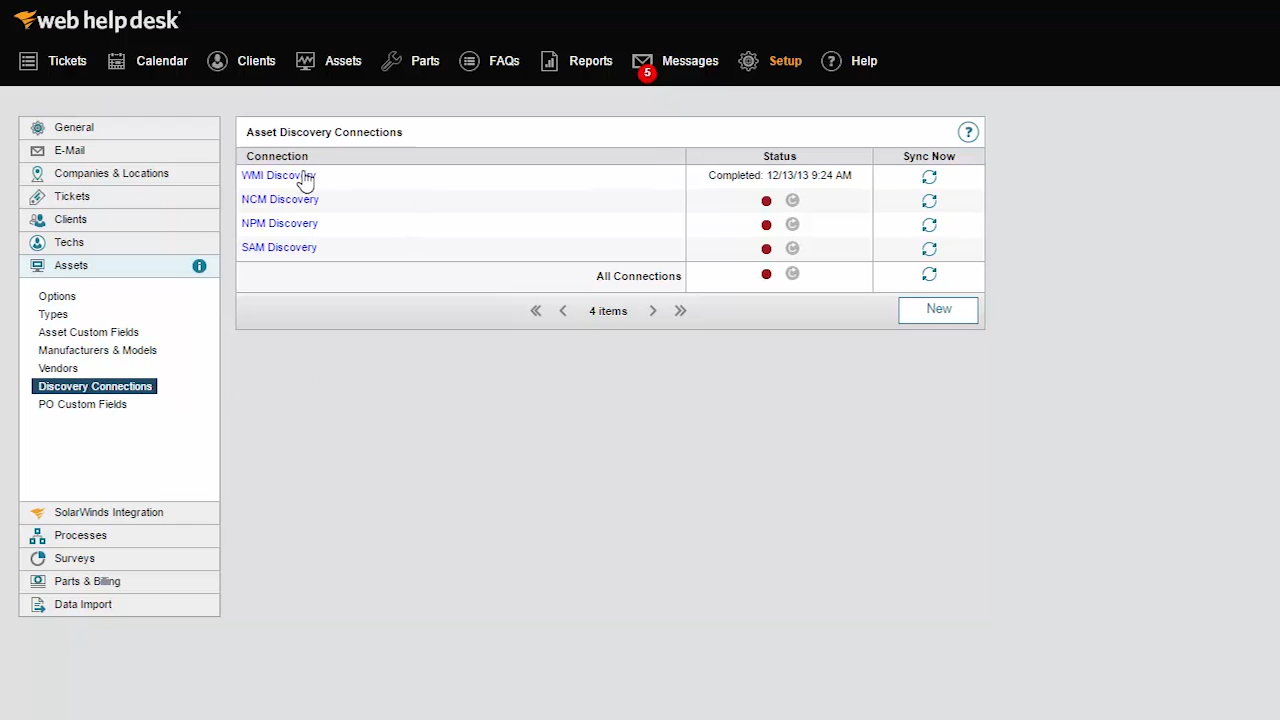 web help desk
Tickets Calendar Clients Assets Parts FAQs Reports Messages Setup ? Help
5
General
E-Mail
Companies & Locations
Tickets
Clients
Techs
Assets i
Options
Types
Asset Custom Fields
Manufacturers & Models
Vendors
Discovery Connections
PO Custom Fields
SolarWinds Integration
Processes
Surveys
Parts & Billing
Data Import
Asset Discovery Connections ?
Connection Status Sync Now
WMI Discovery Completed: 12/13/13 9:24 AM
NCM Discovery
NPM Discovery
SAM Discovery
All Connections
4 items New